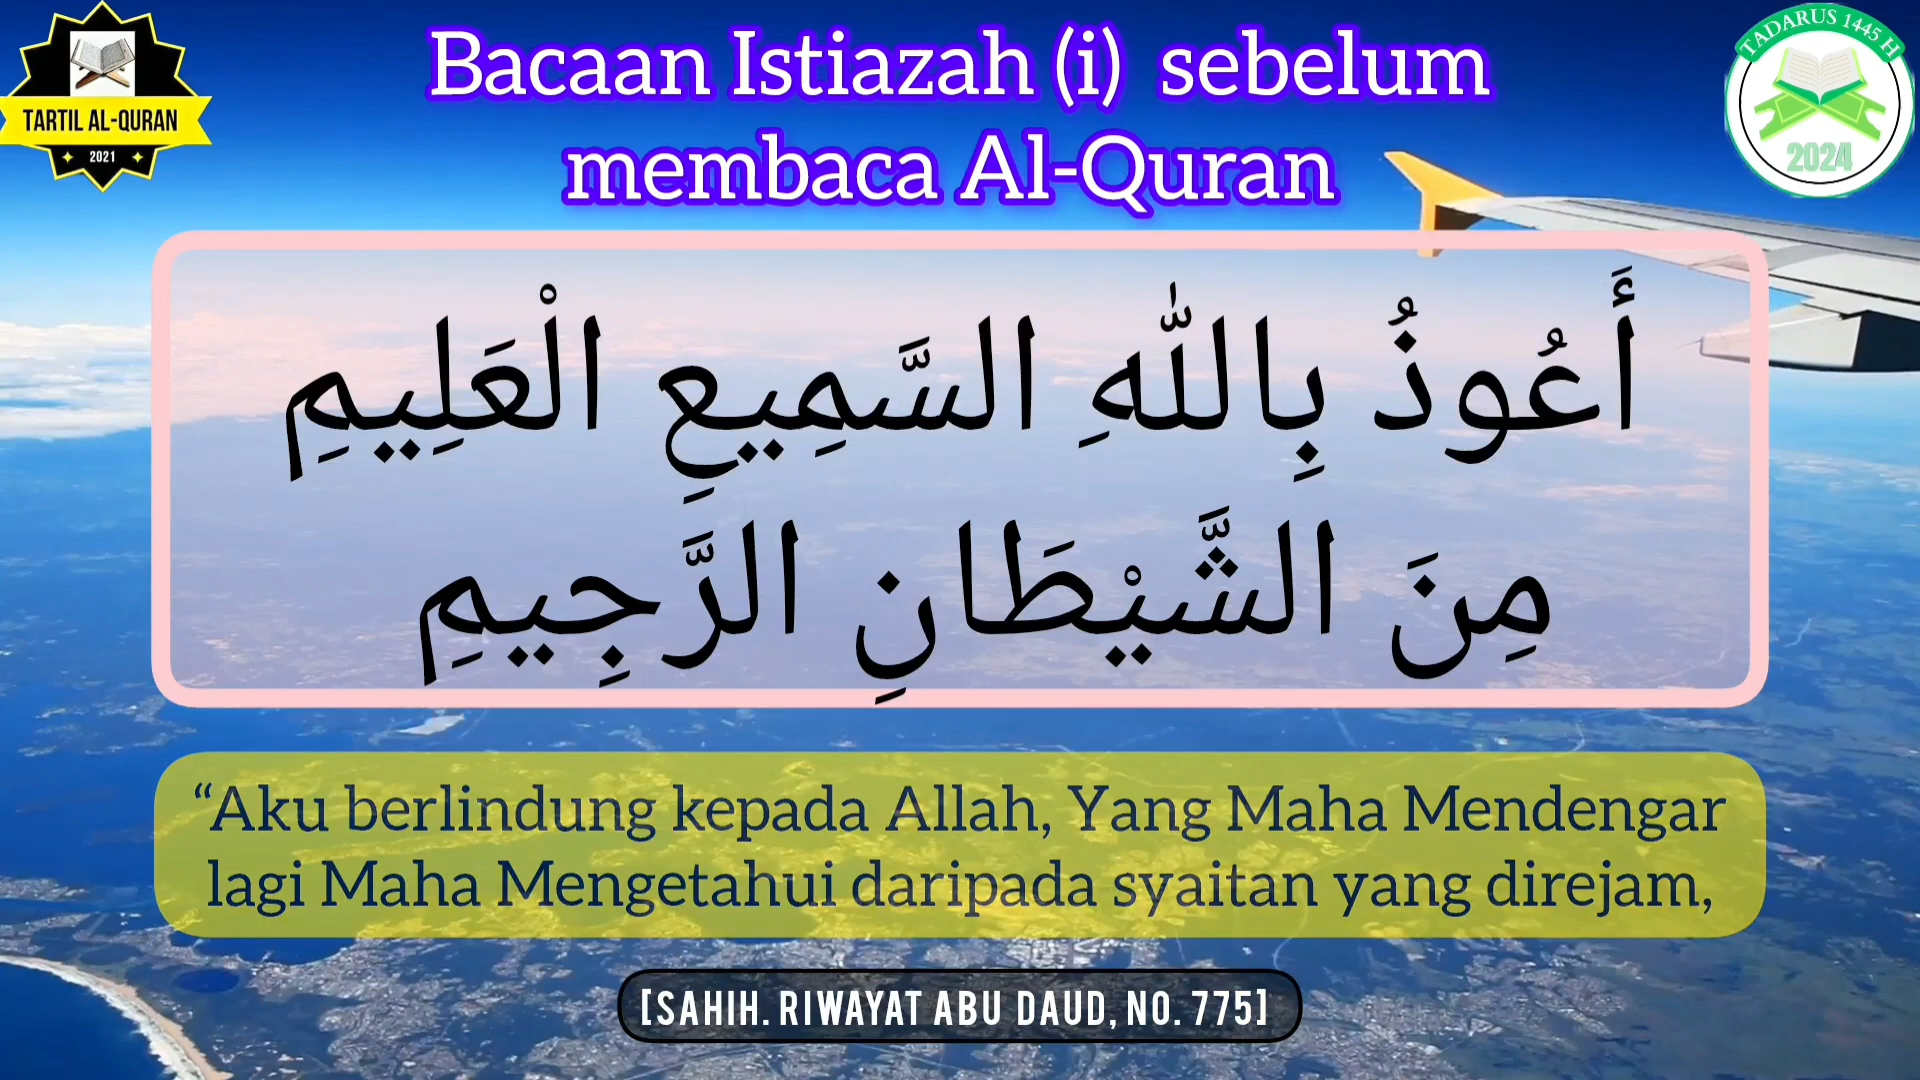 TARTIL AL-QURAN
2021
Bacaan Istiazah (i) sebelum
membaca Al-Quran
TADARUS 1445 H
2024
أَعُوذُ بِاللّٰهِ السَّمِيعِ الْعَلِيمِ
مِنَ الشَّيْطَانِ الرَّجِيمِ
“Aku berlindung kepada Allah, Yang Maha Mendengar
lagi Maha Mengetahui daripada syaitan yang direjam,
[SAHIH. RIWAYAT ABU DAUD, NO. 775]